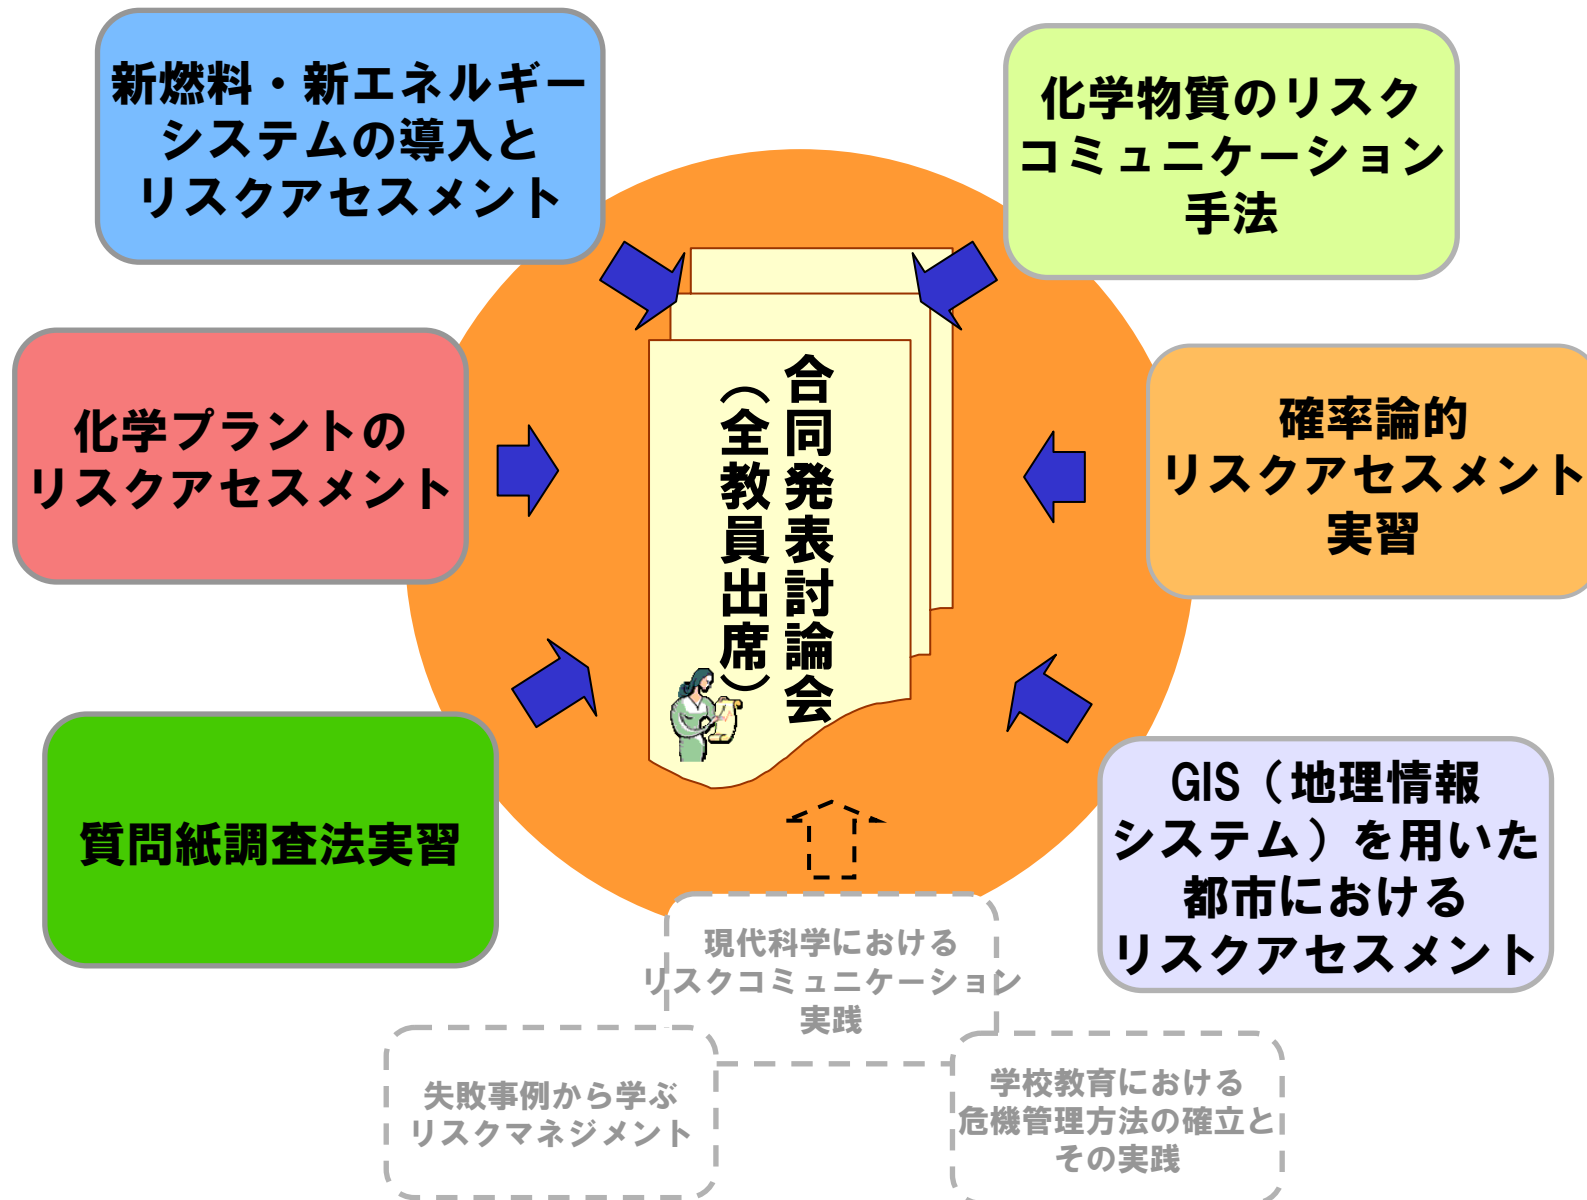 新燃料・新エネルギー
システムの導入と
リスクアセスメント
化学物質のリスク
コミュニケーション
手法
化学プラントの
リスクアセスメント
合同発表討論会
（全教員出席）
確率論的
リスクアセスメント
実習
質問紙調査法実習
GIS（地理情報
システム）を用いた
都市における
リスクアセスメント
現代科学における
リスクコミュニケーション
実践
失敗事例から学ぶ
リスクマネジメント
学校教育における
危機管理方法の確立と
その実践